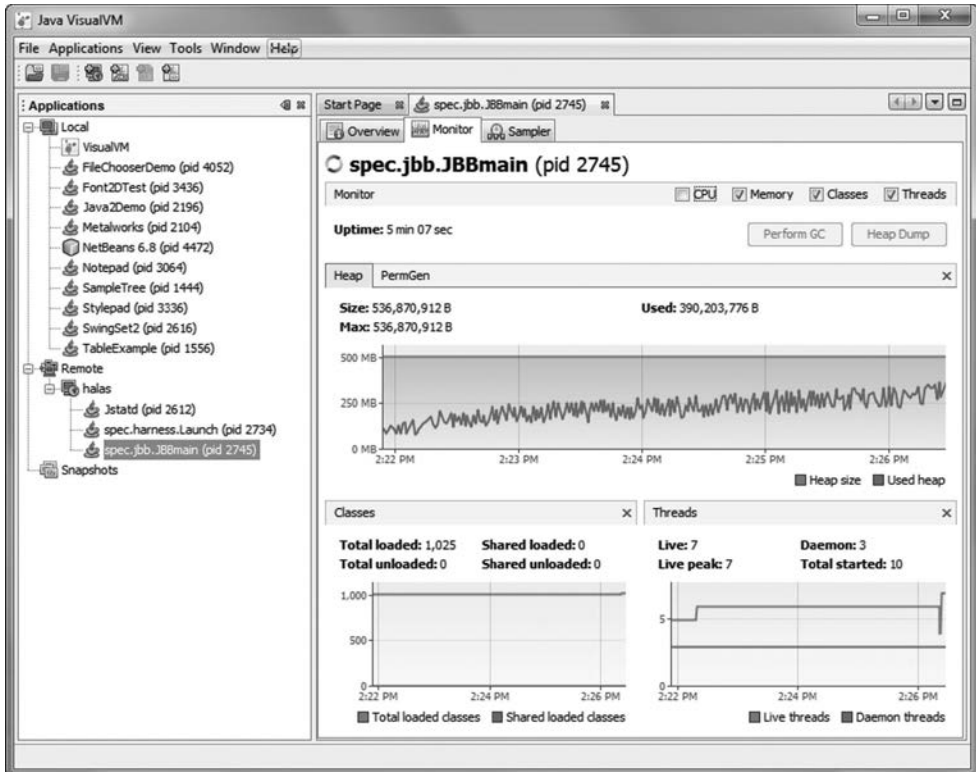 Java VisualVM
File Applications View Tools Window Help
Applications
Local
VisualVM
FileChooserDemo (pid 4052)
Font2DTest (pid 3436)
Java2Demo (pid 2196)
Metalworks (pid 2104)
NetBeans 6.8 (pid 4472)
Notepad (pid 3064)
SampleTree (pid 1444)
Stylepad (pid 3336)
SwingSet2 (pid 2616)
TableExample (pid 1556)
Remote
halas
Jstatd (pid 2612)
spec.harness.Launch (pid 2734)
spec.jbb.JBBmain (pid 2745)
Snapshots
Start Page spec.jbb.JBBmain (pid 2745)
Overview Monitor Sampler
spec.jbb.JBBmain (pid 2745)
Monitor CPU Memory Classes Threads
Uptime: 5 min 07 sec Perform GC Heap Dump
Heap PermGen
Size: 536,870,912 B Used: 390,203,776 B
Max: 536,870,912 B
500 MB
250 MB
0 MB
2:22 PM 2:23 PM 2:24 PM 2:25 PM 2:26 PM
Heap size Used heap
Classes
Total loaded: 1,025 Shared loaded: 0
Total unloaded: 0 Shared unloaded: 0
1,000
500
0
2:22 PM 2:24 PM 2:26 PM
Total loaded classes Shared loaded classes
Threads
Live: 7 Daemon: 3
Live peak: 7 Total started: 10
5
0
2:22 PM 2:24 PM 2:26 PM
Live threads Daemon threads